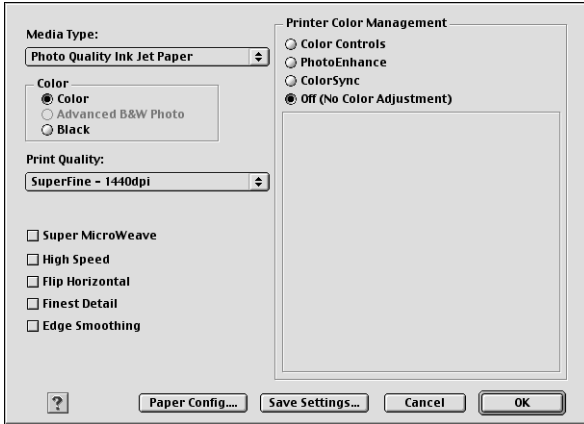 Media Type:
Photo Quality Ink Jet Paper
Color
Color
Advanced B&W Photo
Black
Print Quality:
SuperFine - 1440dpi
Super MicroWeave
High Speed
Flip Horizontal
Finest Detail
Edge Smoothing
Printer Color Management
Color Controls
PhotoEnhance
ColorSync
Off (No Color Adjustment)
?
Paper Config....
Save Settings...
Cancel
OK